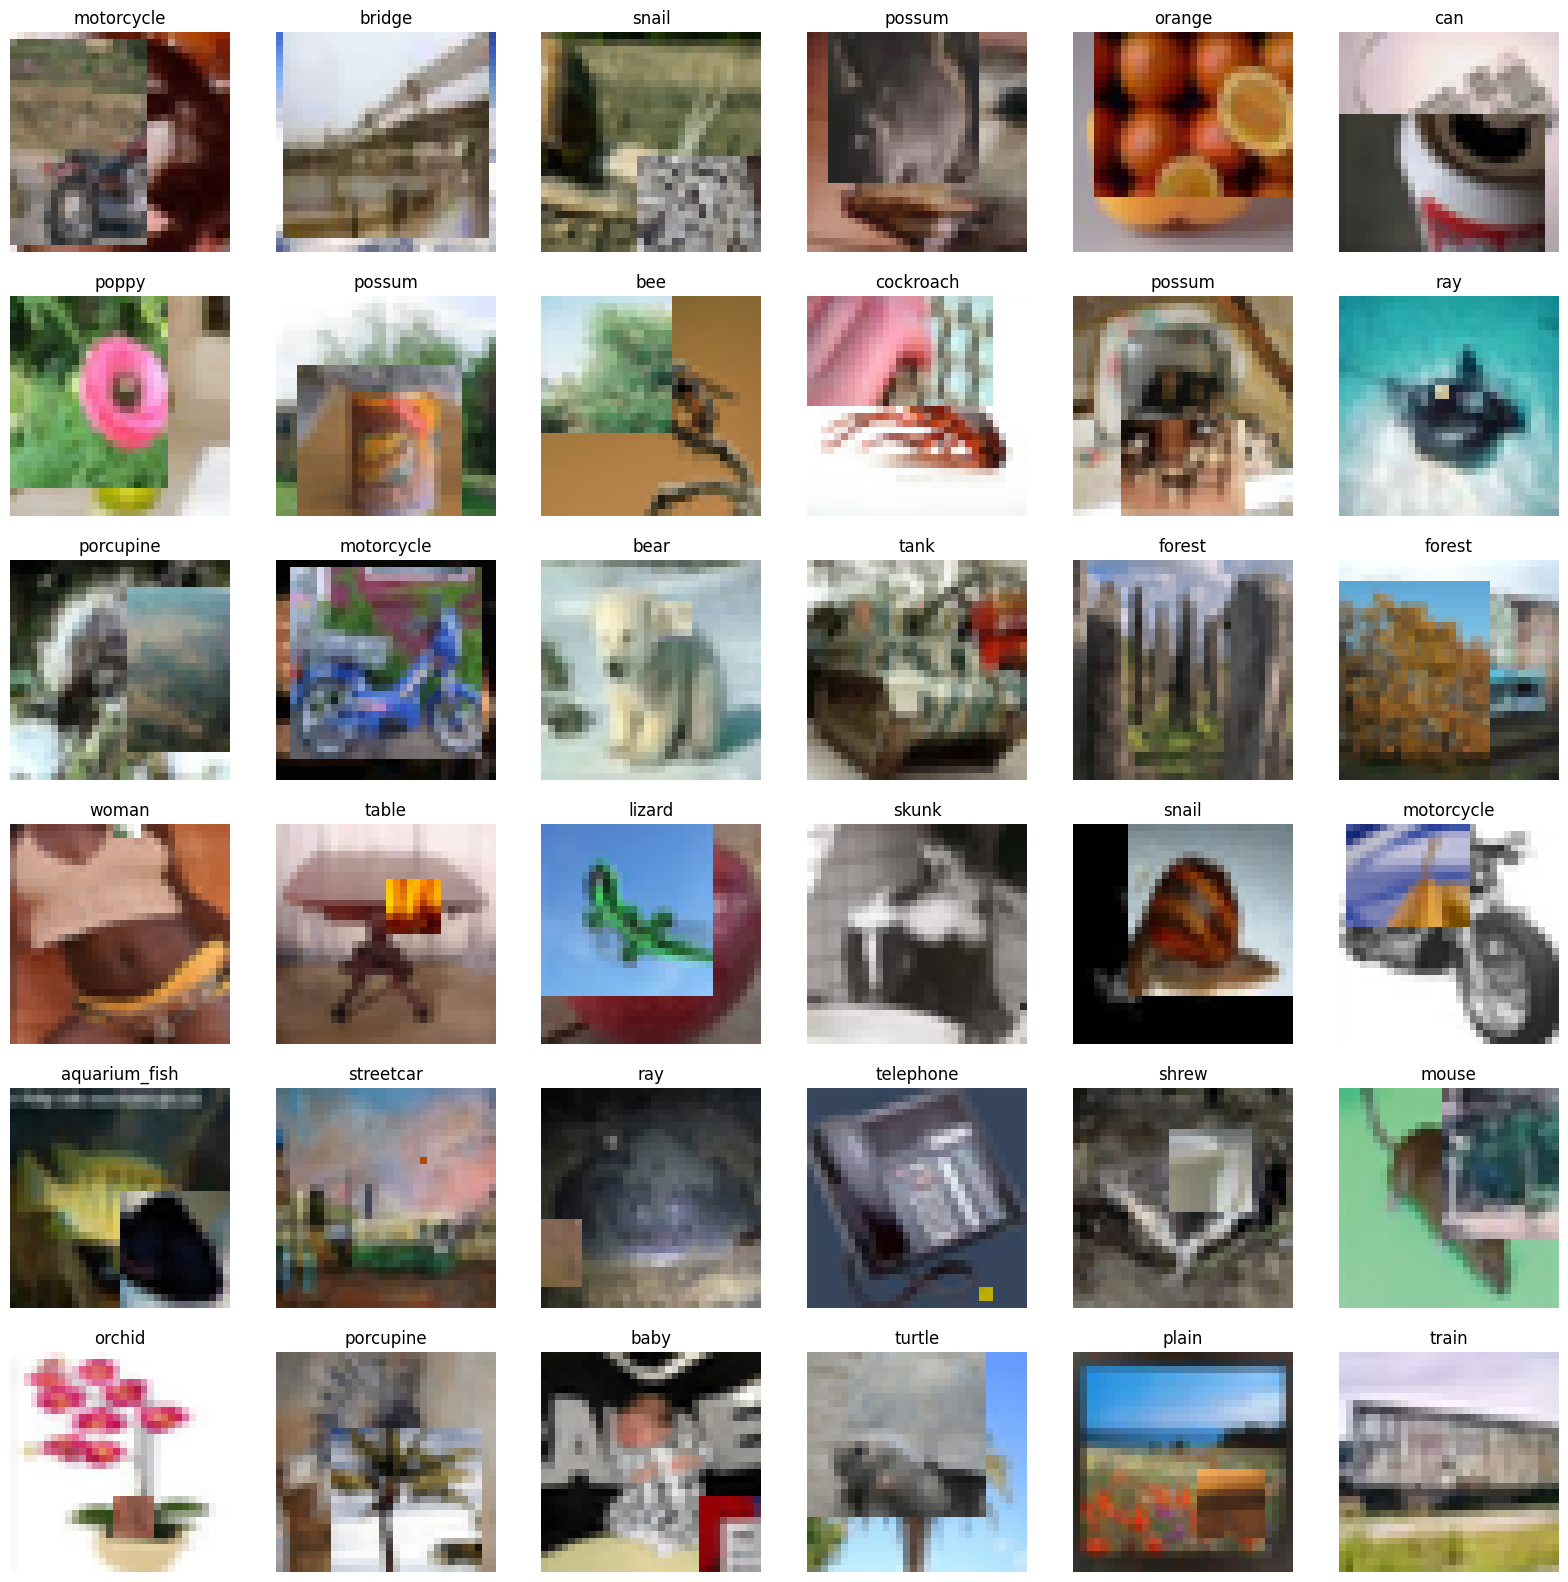 motorcycle bridge snail possum orange can
poppy possum bee cockroach possum ray
porcupine motorcycle bear tank forest forest
woman table lizard skunk snail motorcycle
aquarium_fish streetcar ray telephone shrew mouse
orchid porcupine baby turtle plain train